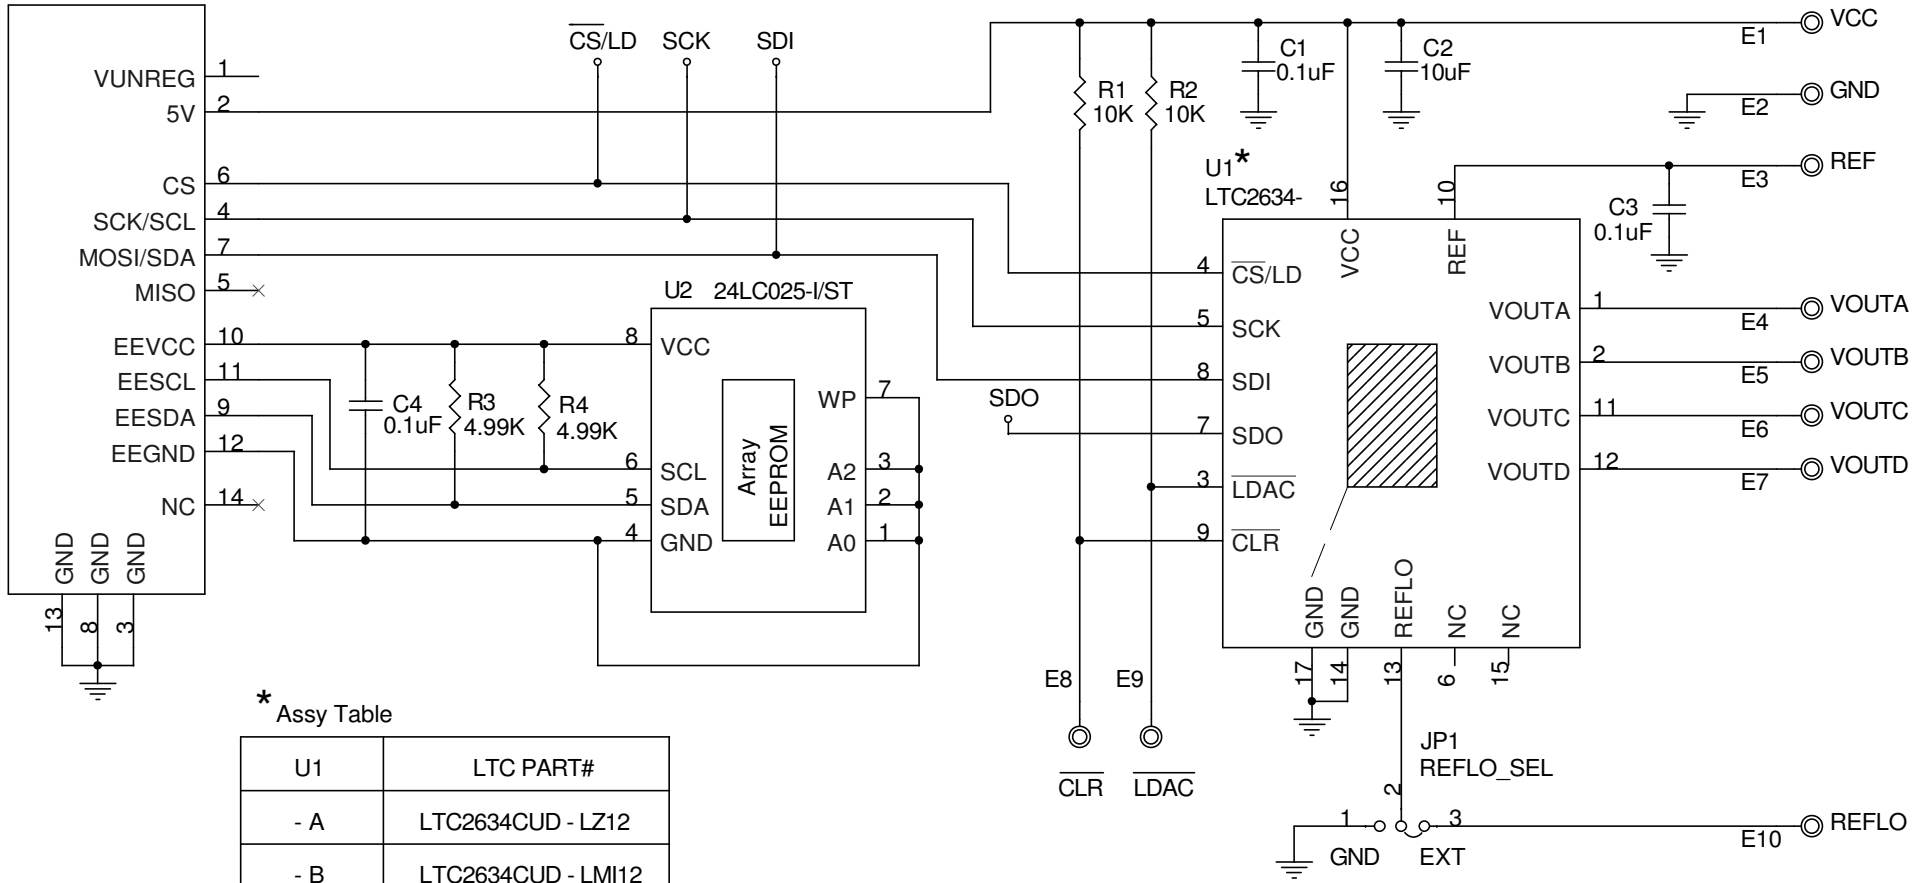 VUNREG 1
5V 2
CS 6
SCK/SCL 4
MOSI/SDA 7
MISO 5
EEVCC 10
EESCL 11
EESDA 9
EEGND 12
NC 14
GND GND GND
13 8 3
CS/LD SCK SDI
C4
0.1uF
R3
4.99K
R4
4.99K
U2 24LC025-I/ST
8 VCC
6 SCL
5 SDA
4 GND
Array
EEPROM
WP 7
A2 3
A1 2
A0 1
R1
10K
R2
10K
C1
0.1uF
C2
10uF
E1 VCC
E2 GND
E3 REF
C3
0.1uF
U1*
LTC2634-
16 10
VCC REF
4 CS/LD
5 SCK
8 SDI
SDO
7 SDO
3 LDAC
9 CLR
VOUTA 1 E4 VOUTA
VOUTB 2 E5 VOUTB
VOUTC 11 E6 VOUTC
VOUTD 12 E7 VOUTD
GND GND REFLO NC NC
17 14 13 6 15
E8 E9
CLR LDAC
JP1
REFLO_SEL
2
1 3
GND EXT
E10 REFLO
* Assy Table
U1 LTC PART#
- A LTC2634CUD - LZ12
- B LTC2634CUD - LMI12